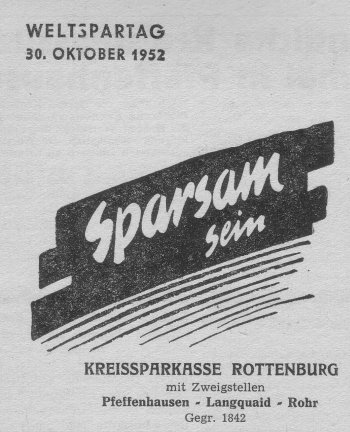 WELTSPARTAG
30. OKTOBER 1952
Sparsam
sein
KREISSPARKASSE ROTTENBURG
mit Zweigstellen
Pfeffenhausen - Langquaid - Rohr
Gegr. 1842